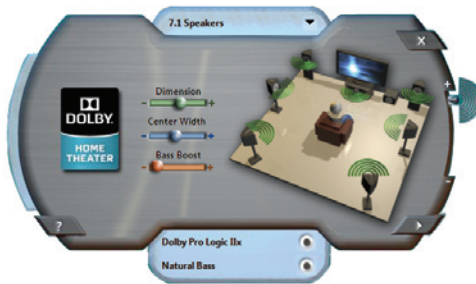 7.1 Speakers
X
DOLBY
HOME
THEATER
Dimension
- +
Center Width
- +
Bass Boost
- +
+
-
?
Dolby Pro Logic IIx
Natural Bass